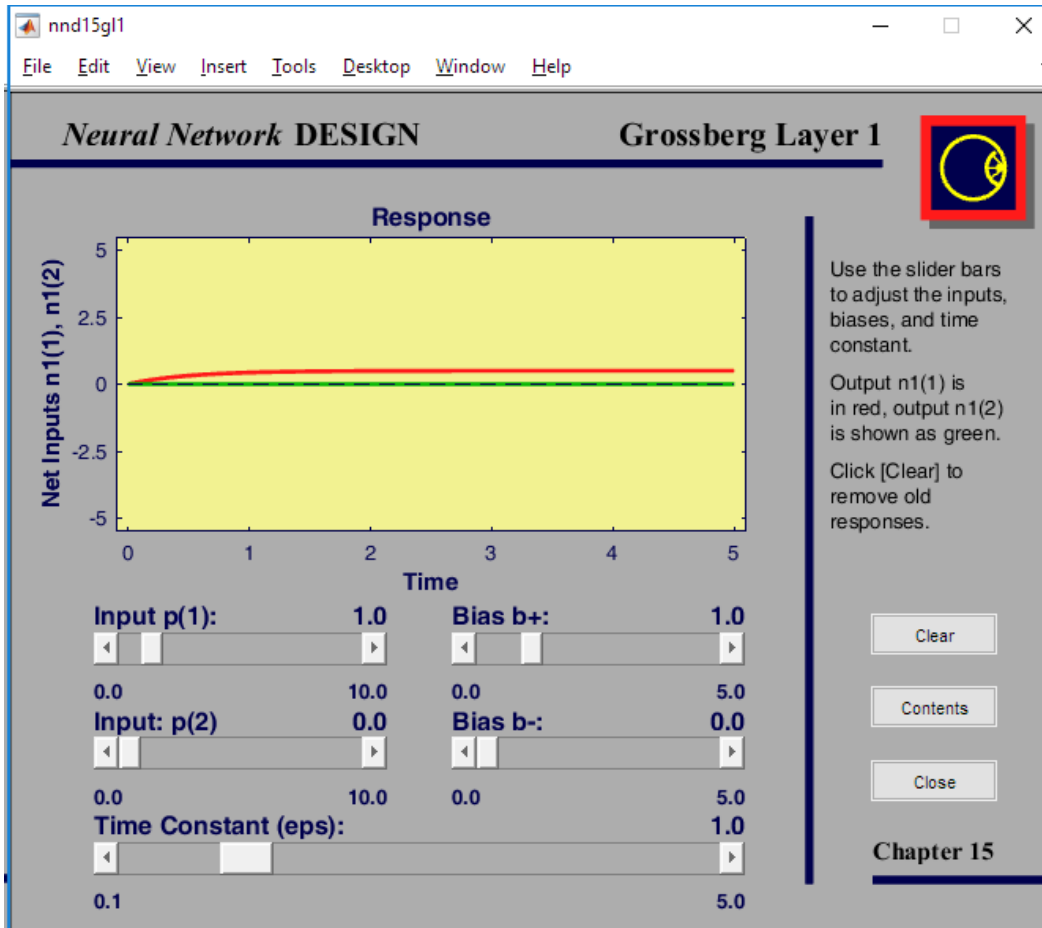 nnd15gl1
File Edit View Insert Tools Desktop Window Help
Neural Network DESIGN
Grossberg Layer 1
Response
Net Inputs n1(1), n1(2)
5
2.5
0
-2.5
-5
0 1 2 3 4 5
Time
Use the slider bars
to adjust the inputs,
biases, and time
constant.
Output n1(1) is
in red, output n1(2)
is shown as green.
Click [Clear] to
remove old
responses.
Input p(1): 1.0
0.0 10.0
Bias b+: 1.0
0.0 5.0
Input: p(2) 0.0
0.0 10.0
Bias b-: 0.0
0.0 5.0
Time Constant (eps): 1.0
0.1 5.0
Clear
Contents
Close
Chapter 15